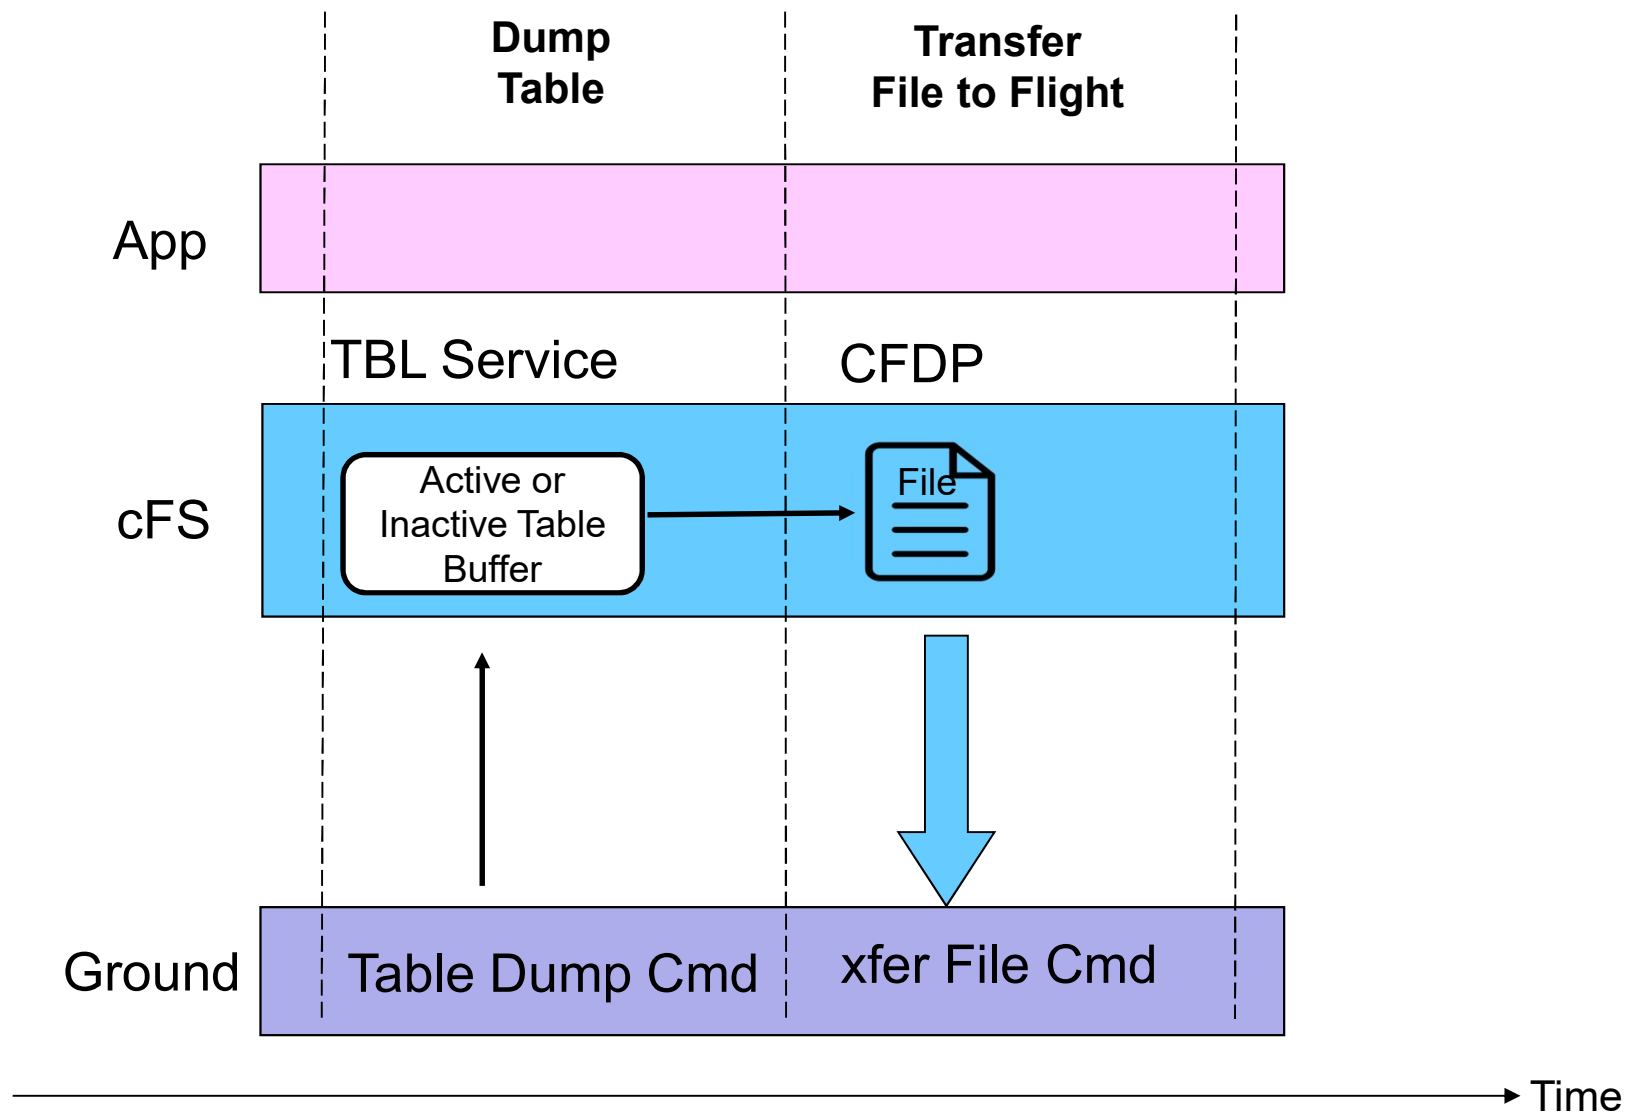 Dump
Table
Transfer
File to Flight
App
TBL Service
CFDP
cFS
Active or
Inactive Table
Buffer
File
Ground
Table Dump Cmd
xfer File Cmd
Time